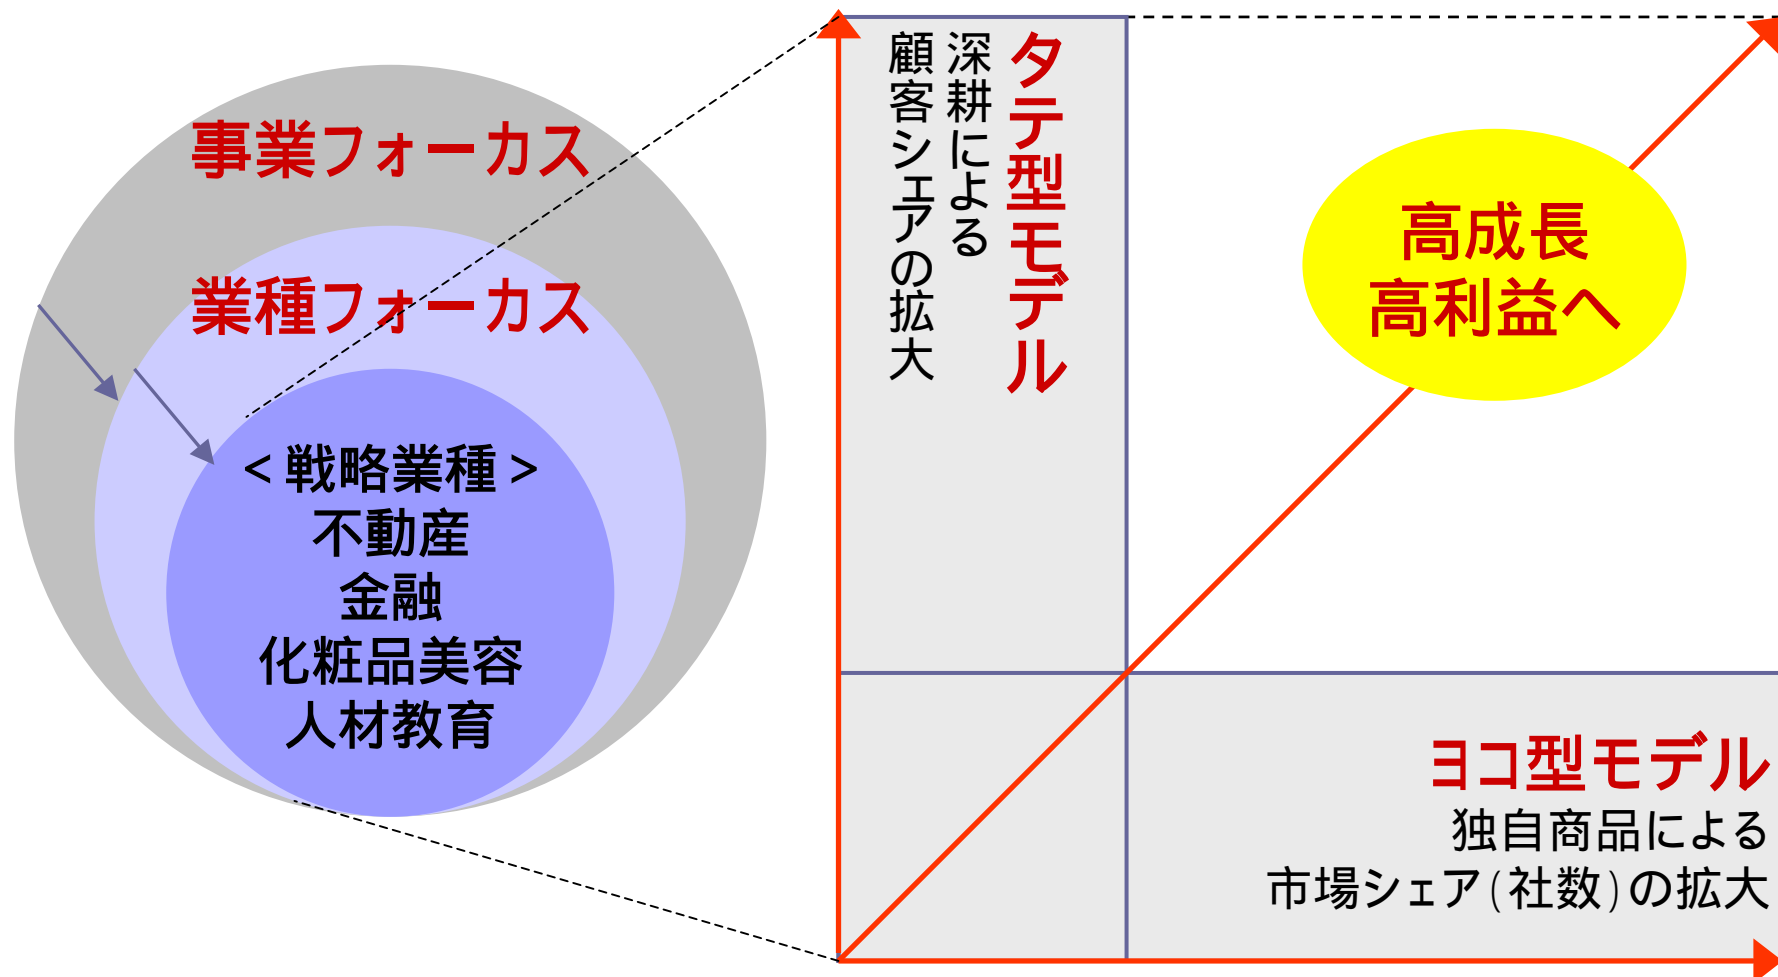 事業フォーカス
業種フォーカス
<戦略業種>
不動産
金融
化粧品美容
人材教育
タテ型モデル
深耕による
顧客シェアの拡大
高成長
高利益へ
ヨコ型モデル
独自商品による
市場シェア(社数)の拡大